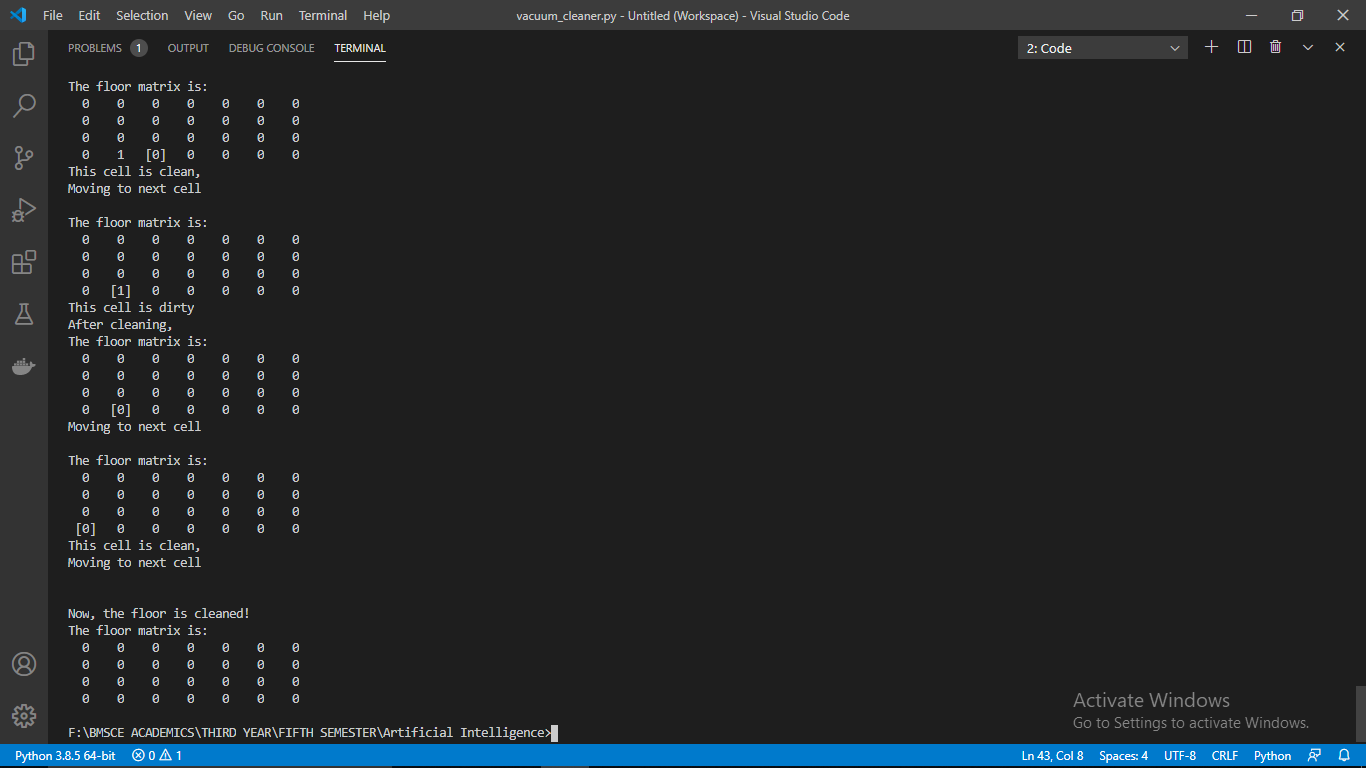 File Edit Selection View Go Run Terminal Help vacuum_cleaner.py - Untitled (Workspace) - Visual Studio Code
PROBLEMS 1 OUTPUT DEBUG CONSOLE TERMINAL 2: Code
The floor matrix is:
0 0 0 0 0 0 0
0 0 0 0 0 0 0
0 0 0 0 0 0 0
0 1 [0] 0 0 0 0
This cell is clean,
Moving to next cell
The floor matrix is:
0 0 0 0 0 0 0
0 0 0 0 0 0 0
0 0 0 0 0 0 0
0 [1] 0 0 0 0 0
This cell is dirty
After cleaning,
The floor matrix is:
0 0 0 0 0 0 0
0 0 0 0 0 0 0
0 0 0 0 0 0 0
0 [0] 0 0 0 0 0
Moving to next cell
The floor matrix is:
0 0 0 0 0 0 0
0 0 0 0 0 0 0
0 0 0 0 0 0 0
[0] 0 0 0 0 0 0
This cell is clean,
Moving to next cell
Now, the floor is cleaned!
The floor matrix is:
0 0 0 0 0 0 0
0 0 0 0 0 0 0
0 0 0 0 0 0 0
0 0 0 0 0 0 0
Activate Windows
Go to Settings to activate Windows.
F:\BMSCE ACADEMICS\THIRD YEAR\FIFTH SEMESTER\Artificial Intelligence>
Python 3.8.5 64-bit 0 1 Ln 43, Col 8 Spaces: 4 UTF-8 CRLF Python